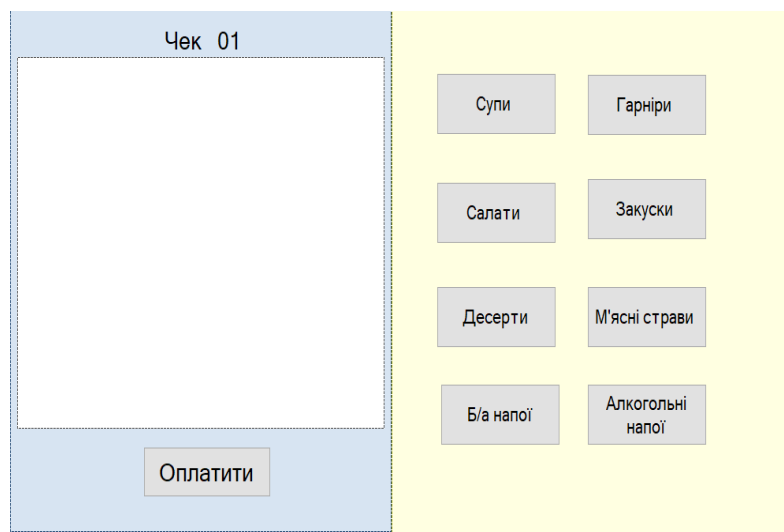 Чек 01
Супи
Гарніри
Салати
Закуски
Десерти
М'ясні страви
Б/а напої
Алкогольні
напої
Оплатити